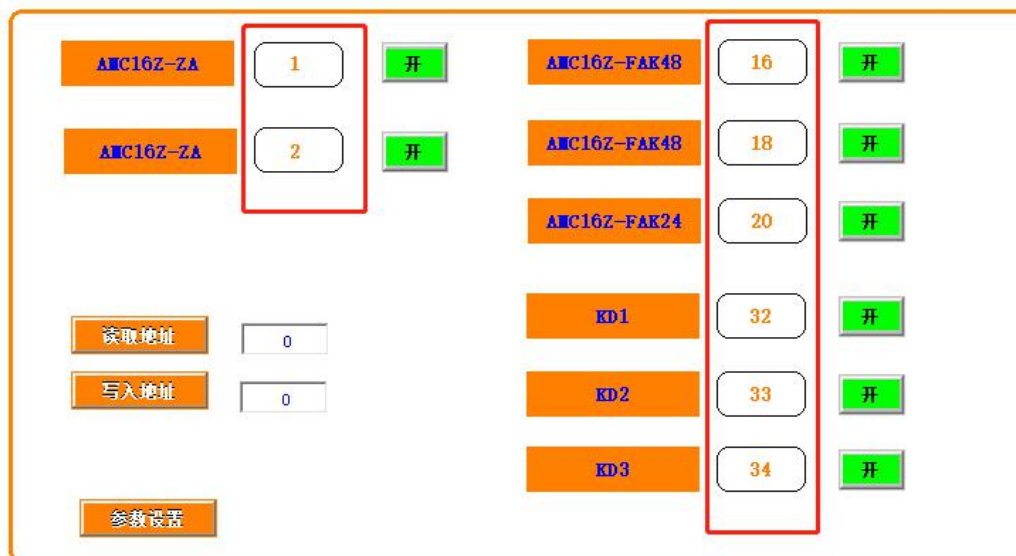 AMC16Z-ZA 1 开
AMC16Z-ZA 2 开
读取地址 0
写入地址 0
参数设置
AMC16Z-FAK48 16 开
AMC16Z-FAK48 18 开
AMC16Z-FAK24 20 开
KD1 32 开
KD2 33 开
KD3 34 开